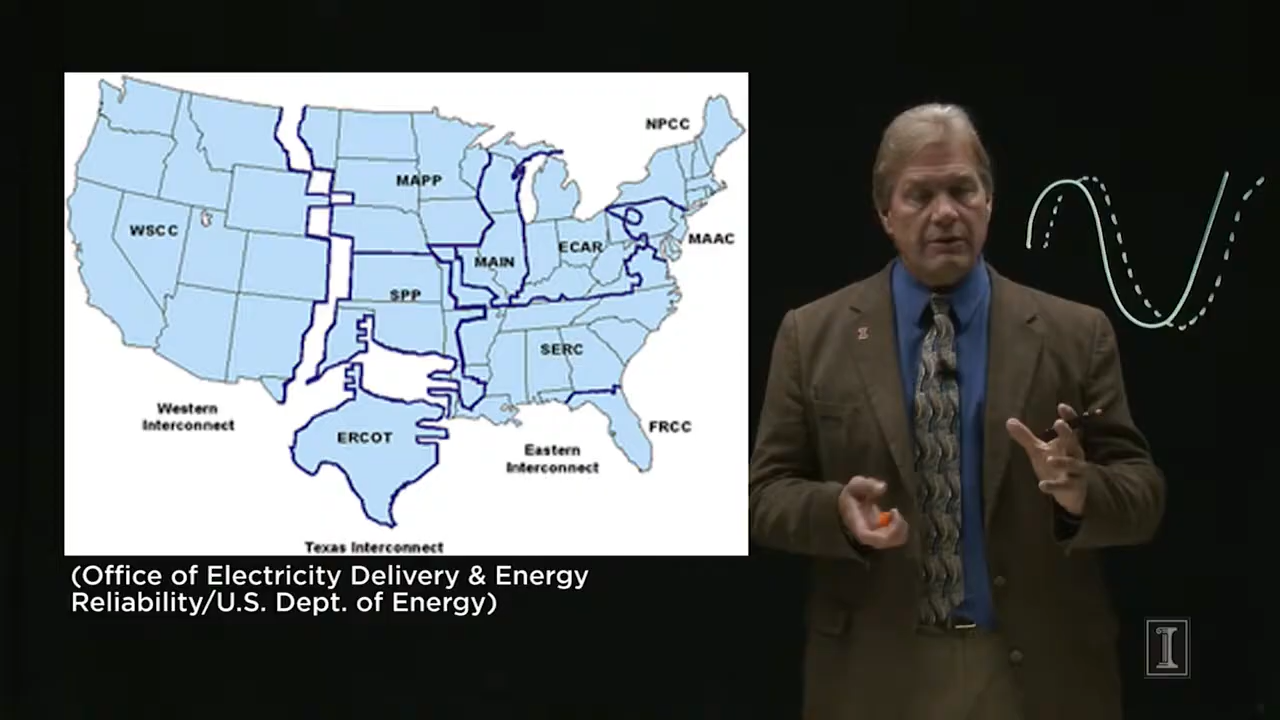 NPCC
MAPP
WSCC
MAAC
ECAR
MAIN
SPP
SERC
Western
Interconnect
ERCOT
FRCC
Eastern
Interconnect
Texas Interconnect
(Office of Electricity Delivery & Energy
Reliability/U.S. Dept. of Energy)
I